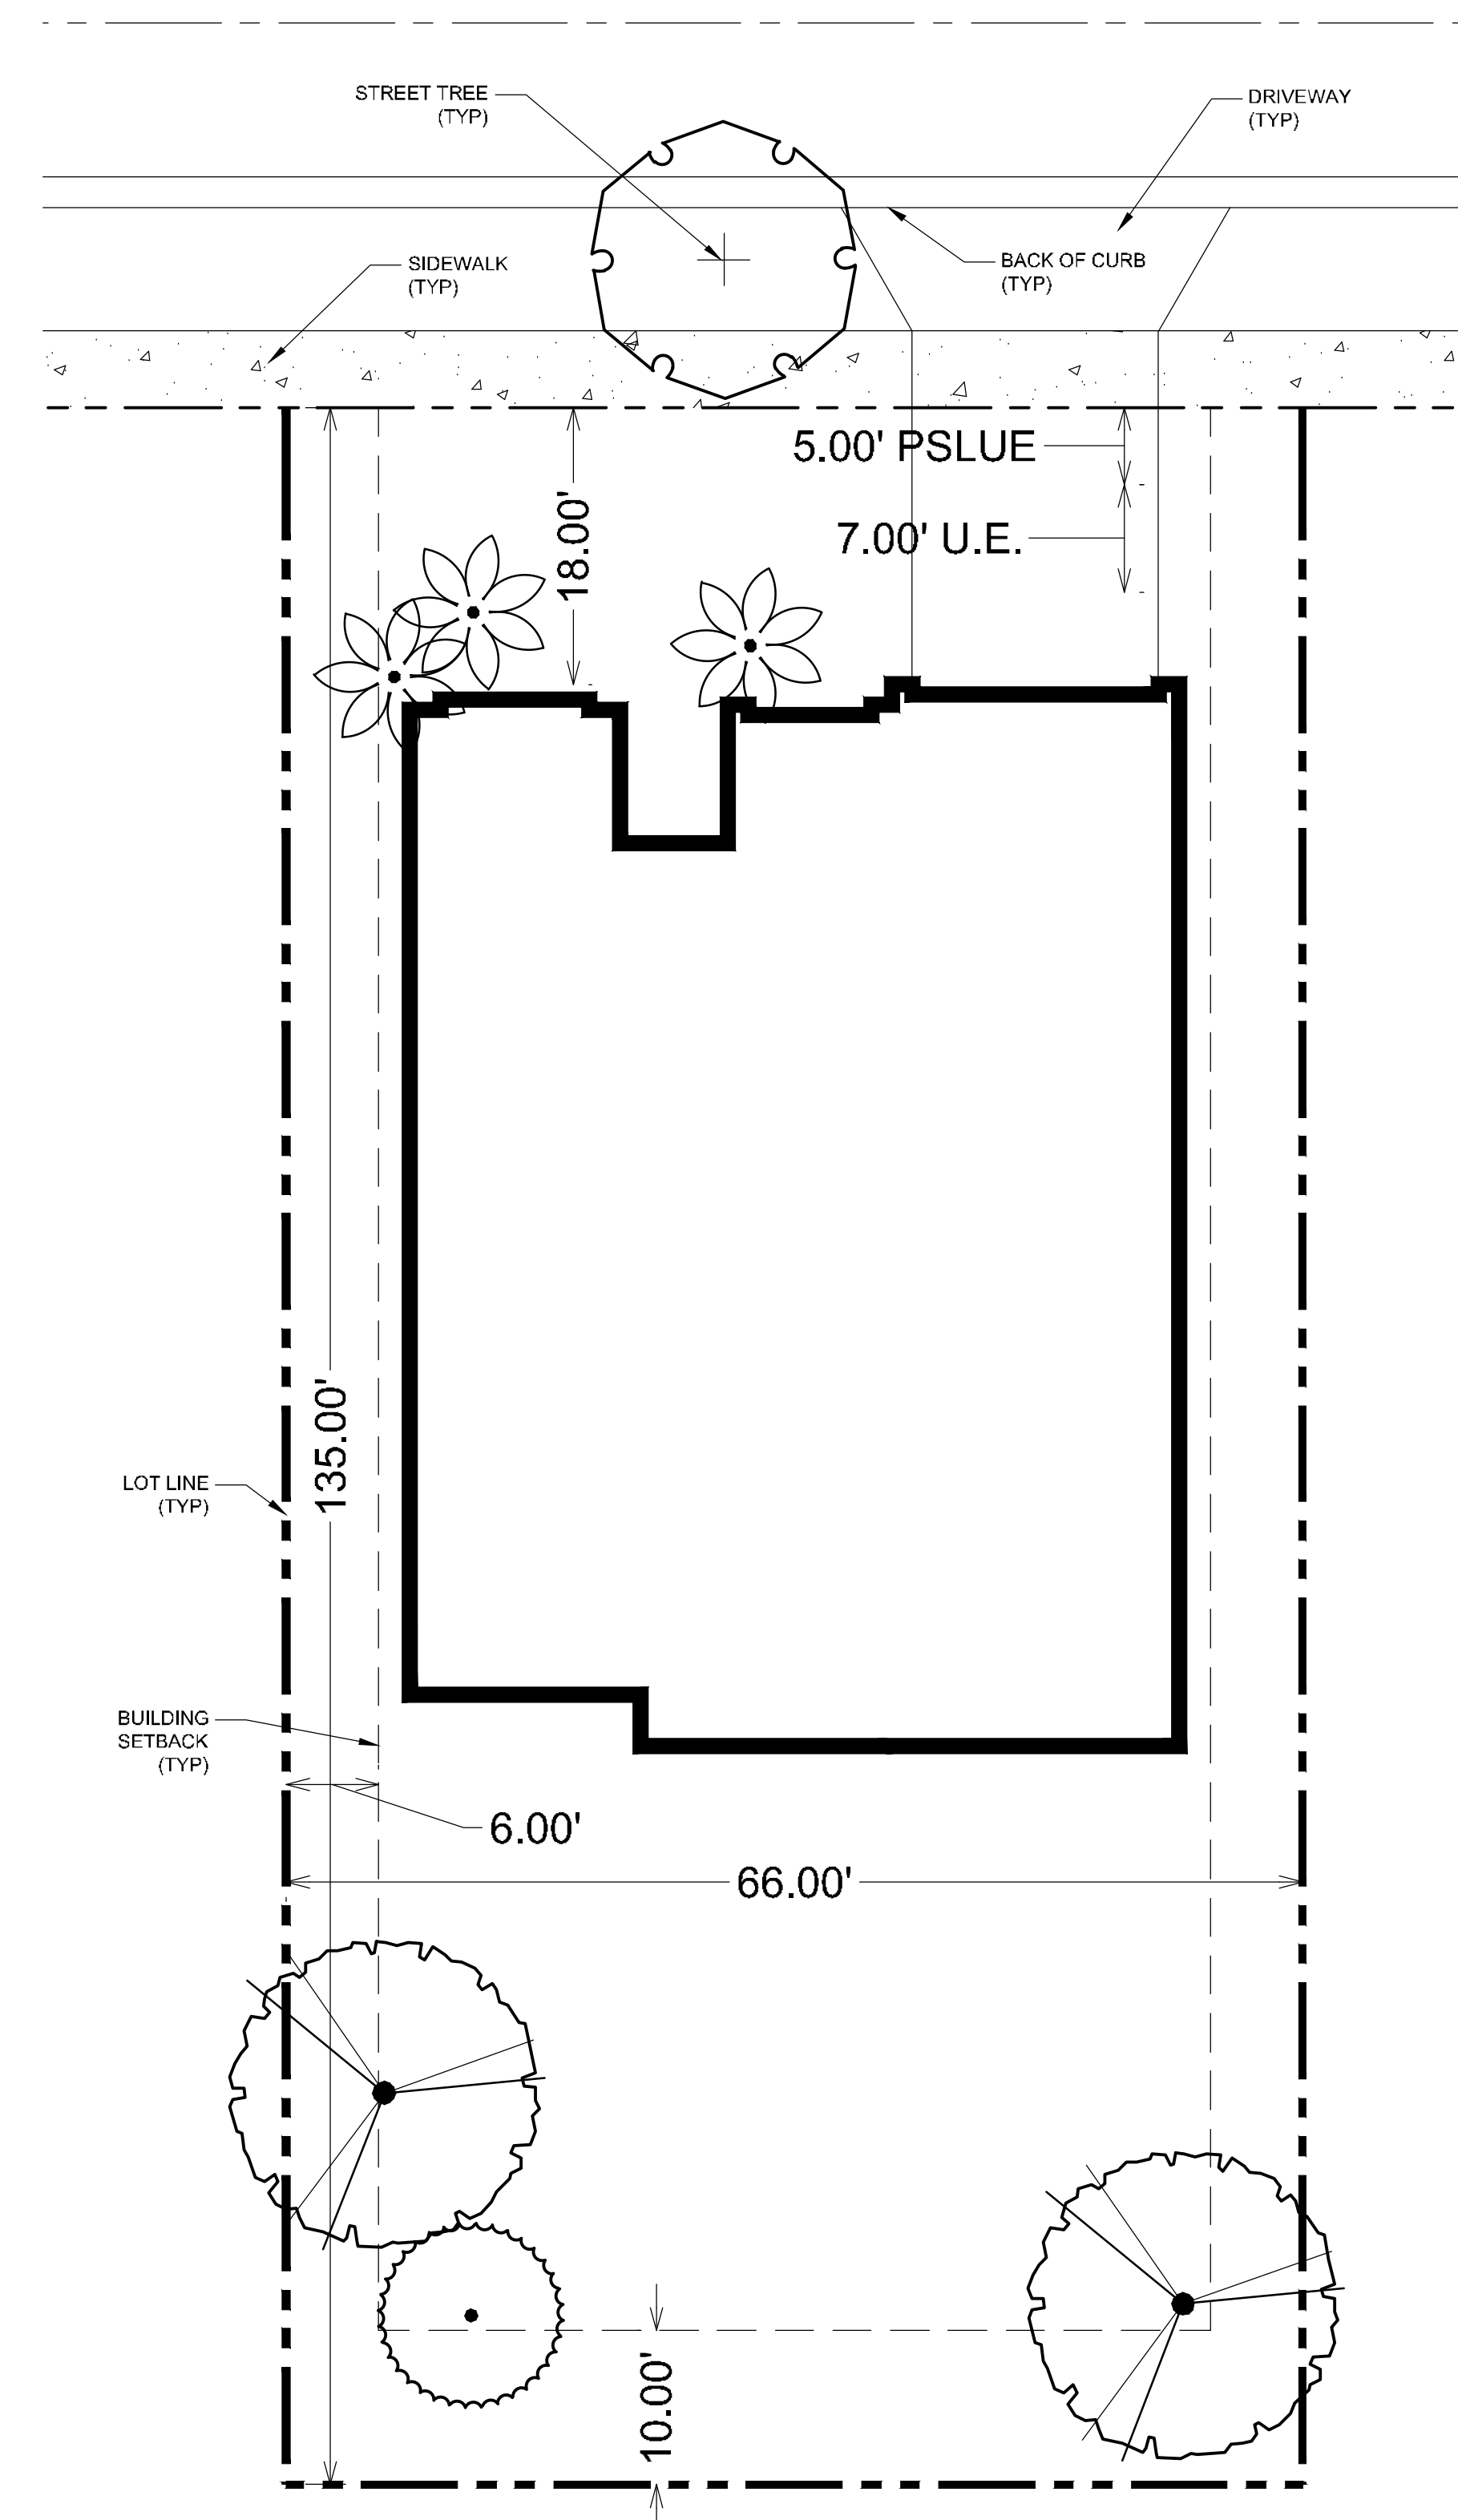 STREET TREE
(TYP)
DRIVEWAY
(TYP)
SIDEWALK
(TYP)
BACK OF CURB
(TYP)
5.00' PSLUE
18.00'
7.00' U.E.
135.00'
LOT LINE
(TYP)
BUILDING
SETBACK
(TYP)
6.00'
66.00'
10.00'